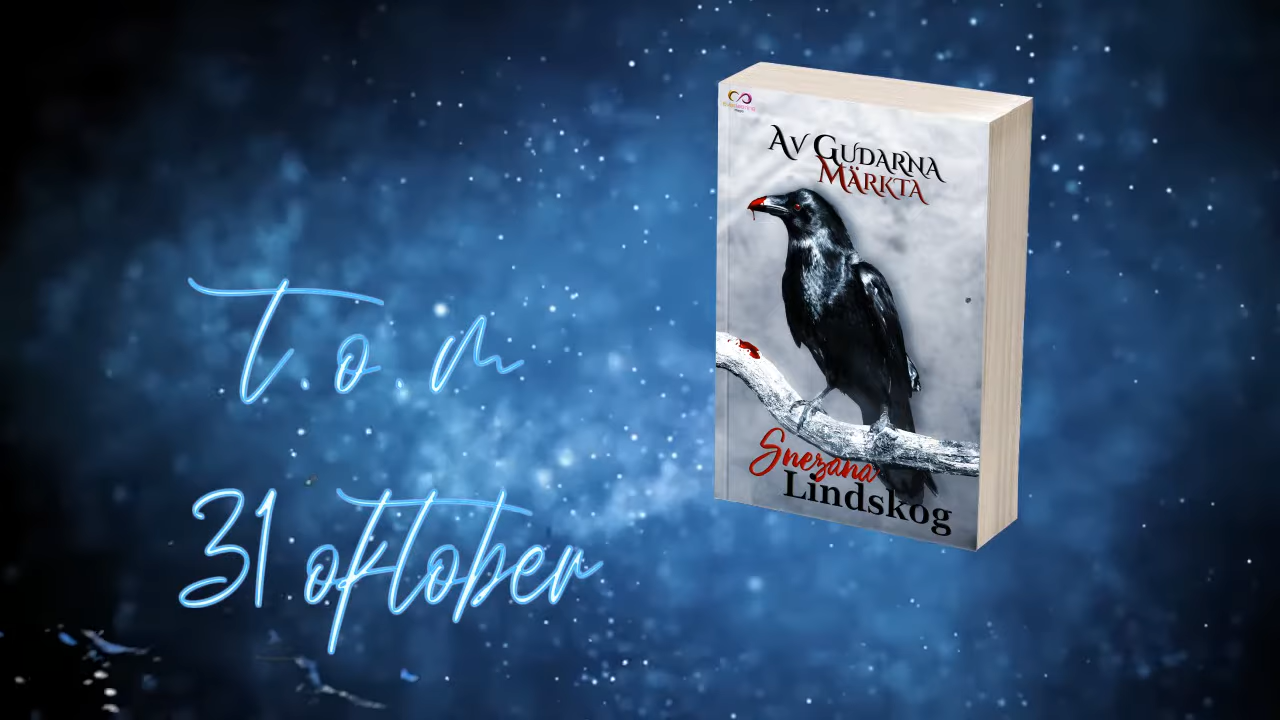 t.o.m
31 oktober
Av Gudarna
Märkta
Snezana
Lindskog